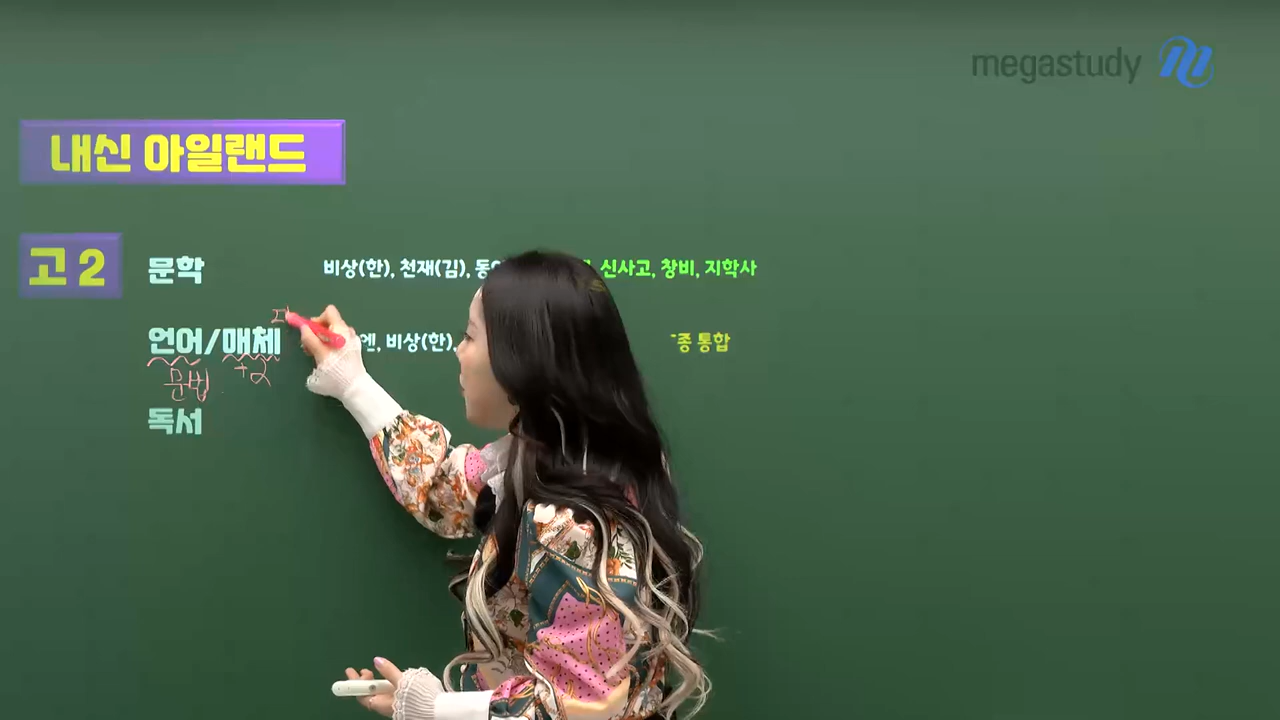 megastudy
내신 아일랜드
고 2 문학 비상(한), 천재(김), 신사고, 창비, 지학사
언어/매체 비상(한), 종 통합
문법 +2
독서